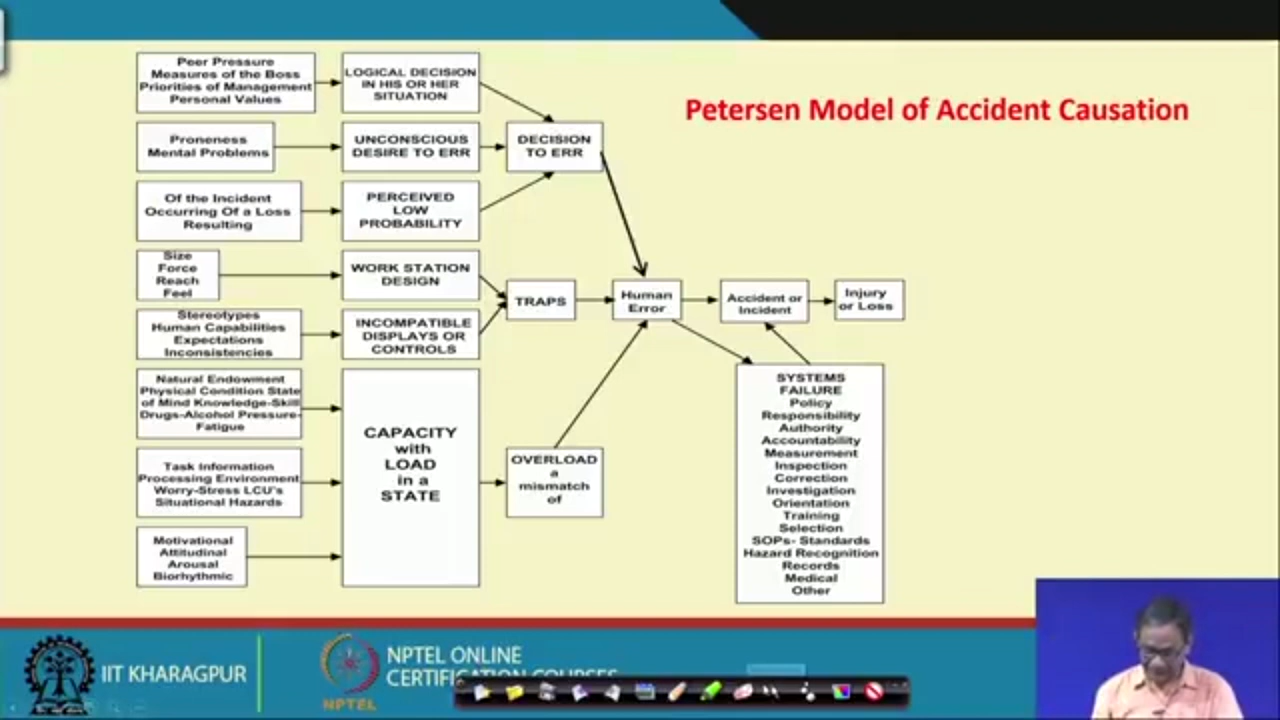 Petersen Model of Accident Causation
Peer Pressure
Measures of the Boss
Priorities of Management
Personal Values
LOGICAL DECISION
IN HIS OR HER
SITUATION
Proneness
Mental Problems
UNCONSCIOUS
DESIRE TO ERR
DECISION
TO ERR
Of the Incident
Occurring Of a Loss
Resulting
PERCEIVED
LOW
PROBABILITY
Size
Force
Reach
Feel
WORK STATION
DESIGN
TRAPS
Human
Error
Accident or
Incident
Injury
or Loss
Stereotypes
Human Capabilities
Expectations
Inconsistencies
INCOMPATIBLE
DISPLAYS OR
CONTROLS
Natural Endowment
Physical Condition State
of Mind Knowledge-Skill
Drugs-Alcohol Pressure-
Fatigue
CAPACITY
with
LOAD
in a
STATE
OVERLOAD
a
mismatch
of
Task Information
Processing Environment
Worry-Stress LCU's
Situational Hazards
Motivational
Attitudinal
Arousal
Biorhythmic
SYSTEMS
FAILURE
Policy
Responsibility
Authority
Accountability
Measurement
Inspection
Correction
Investigation
Orientation
Training
Selection
SOPs- Standards
Hazard Recognition
Records
Medical
Other
IIT KHARAGPUR
NPTEL
NPTEL ONLINE
CERTIFICATION COURSES